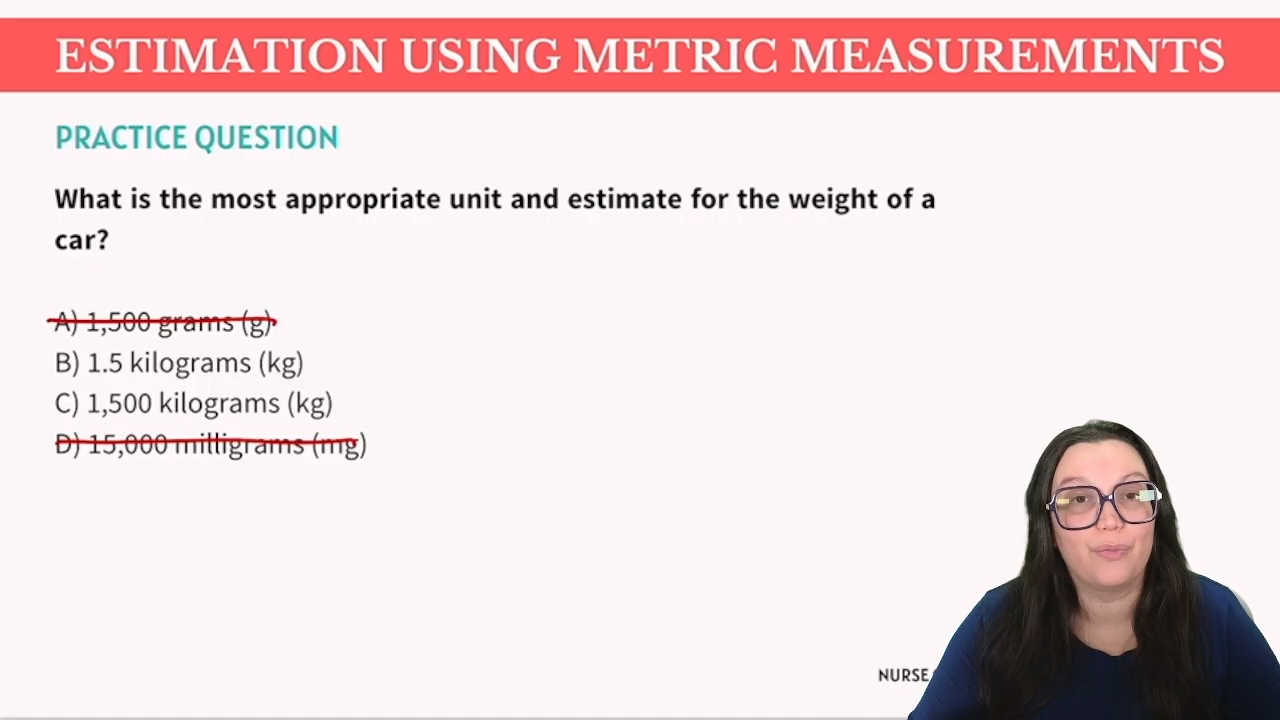 ESTIMATION USING METRIC MEASUREMENTS
PRACTICE QUESTION
What is the most appropriate unit and estimate for the weight of a
car?
A) 1,500 grams (g)
B) 1.5 kilograms (kg)
C) 1,500 kilograms (kg)
D) 15,000 milligrams (mg)
NURSE